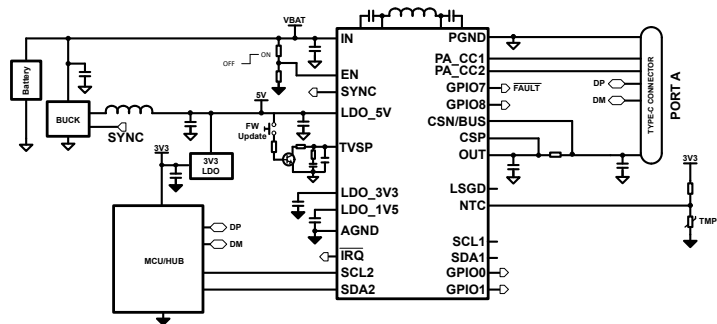 VBAT
IN
PGND
OFF
ON
EN
PA_CC1
PA_CC2
Battery
SYNC
GPIO7
FAULT
GPIO8
DP
DM
TYPE-C CONNECTOR
PORT A
BUCK
SYNC
5V
LDO_5V
CSN/BUS
CSP
FW
Update
TVSP
OUT
3V3
3V3
LDO
LDO_3V3
LSGD
3V3
LDO_1V5
NTC
TMP
AGND
DP
DM
MCU/HUB
IRQ
SCL1
SDA1
SCL2
GPIO0
SDA2
GPIO1